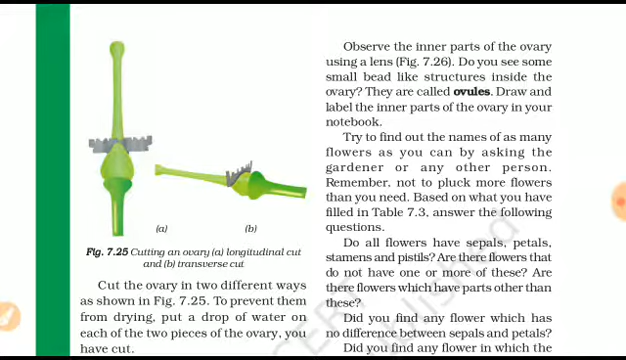 (a)
(b)
Fig. 7.25 Cutting an ovary (a) longitudinal cut
and (b) transverse cut
Cut the ovary in two different ways
as shown in Fig. 7.25. To prevent them
from drying, put a drop of water on
each of the two pieces of the ovary, you
have cut.
Observe the inner parts of the ovary
using a lens (Fig. 7.26). Do you see some
small bead like structures inside the
ovary? They are called ovules. Draw and
label the inner parts of the ovary in your
notebook.
Try to find out the names of as many
flowers as you can by asking the
gardener or any other person.
Remember, not to pluck more flowers
than you need. Based on what you have
filled in Table 7.3, answer the following
questions.
Do all flowers have sepals, petals,
stamens and pistils? Are there flowers that
do not have one or more of these? Are
there flowers which have parts other than
these?
Did you find any flower which has
no difference between sepals and petals?
Did you find any flower in which the